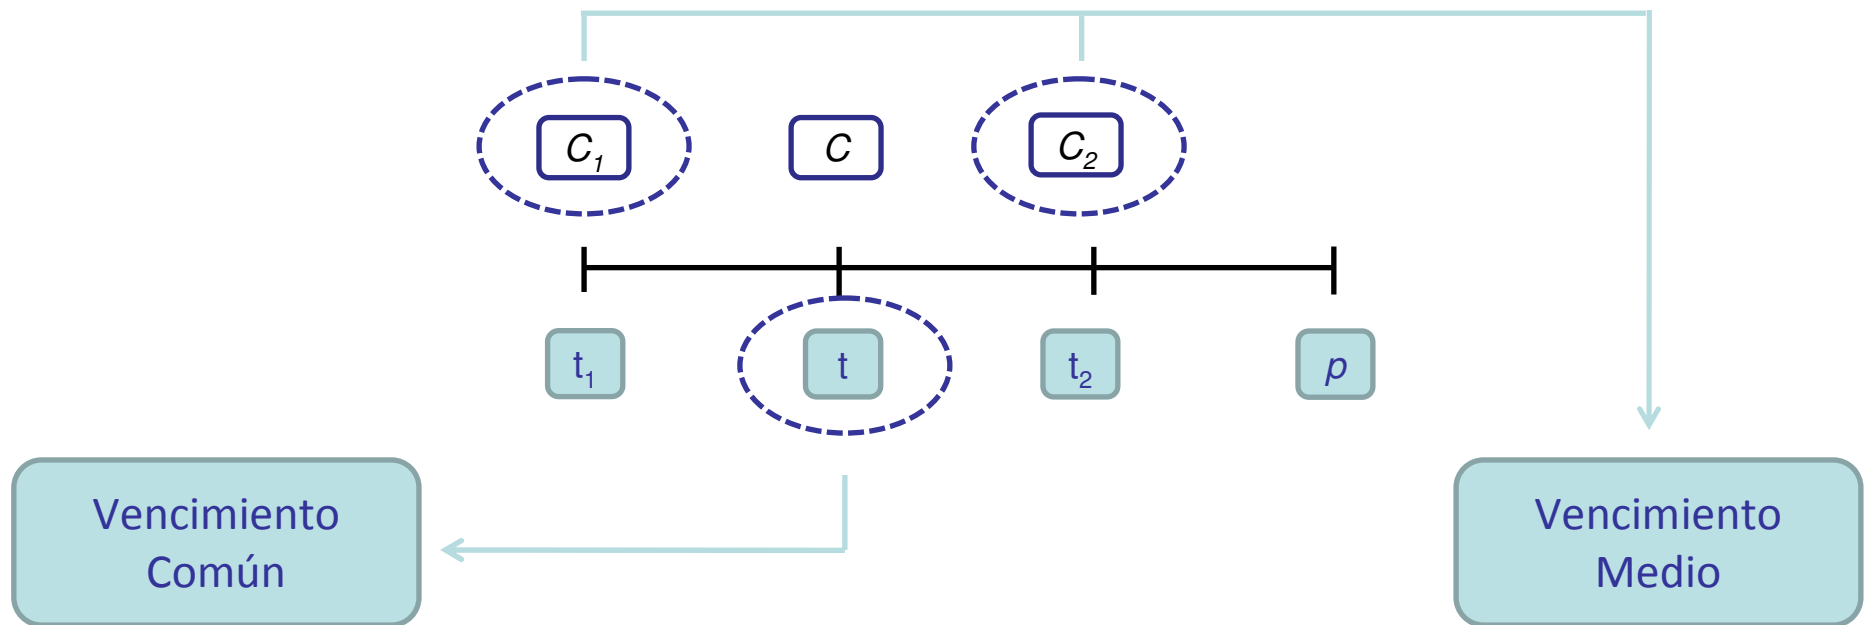 C₁ C C₂
t₁ t t₂ p
Vencimiento
Común
Vencimiento
Medio